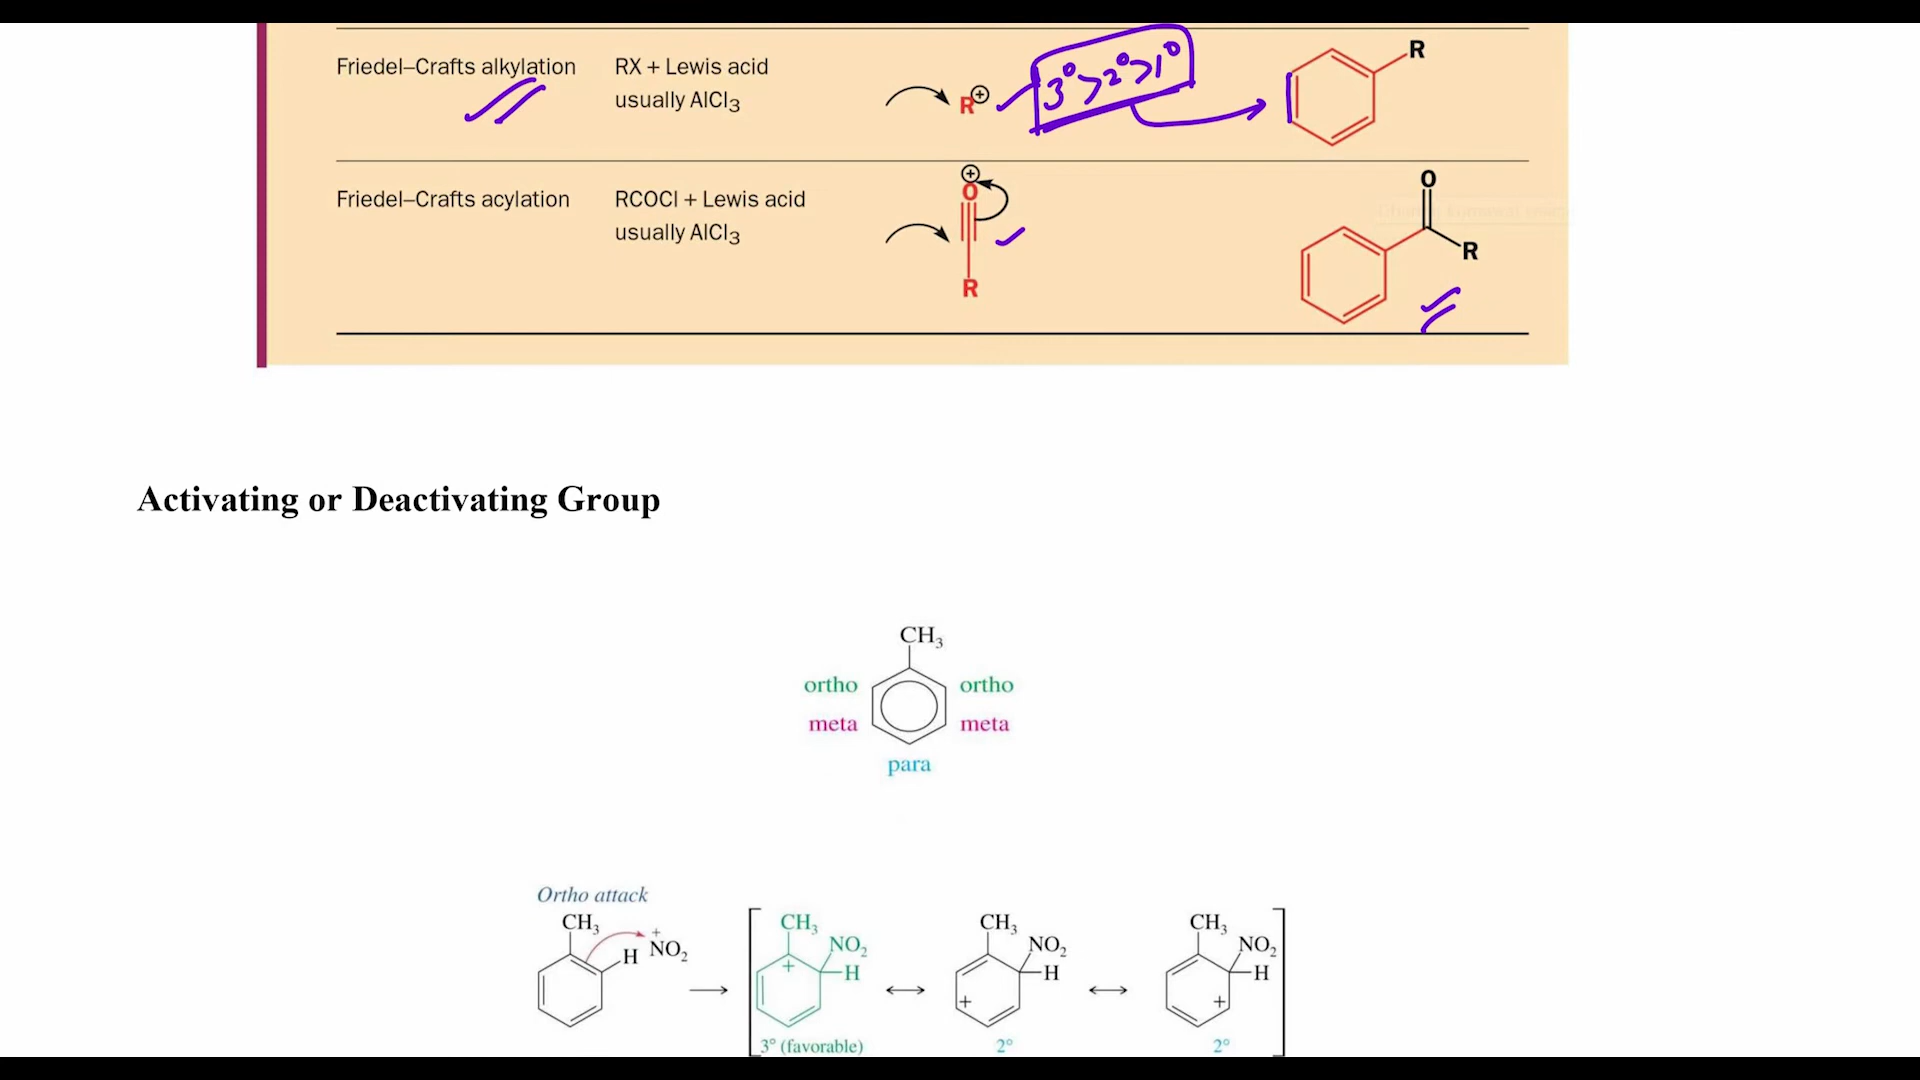 R
Friedel–Crafts alkylation RX + Lewis acid
usually AlCl3
R⊕
3° > 2° > 1°
O
Friedel–Crafts acylation RCOCl + Lewis acid
usually AlCl3
⊕
O
R
R
Activating or Deactivating Group
CH3
ortho ortho
meta meta
para
Ortho attack
CH3 CH3 CH3 CH3
H +NO2 NO2 NO2 NO2
+ H H H
+ +
3° (favorable) 2° 2°